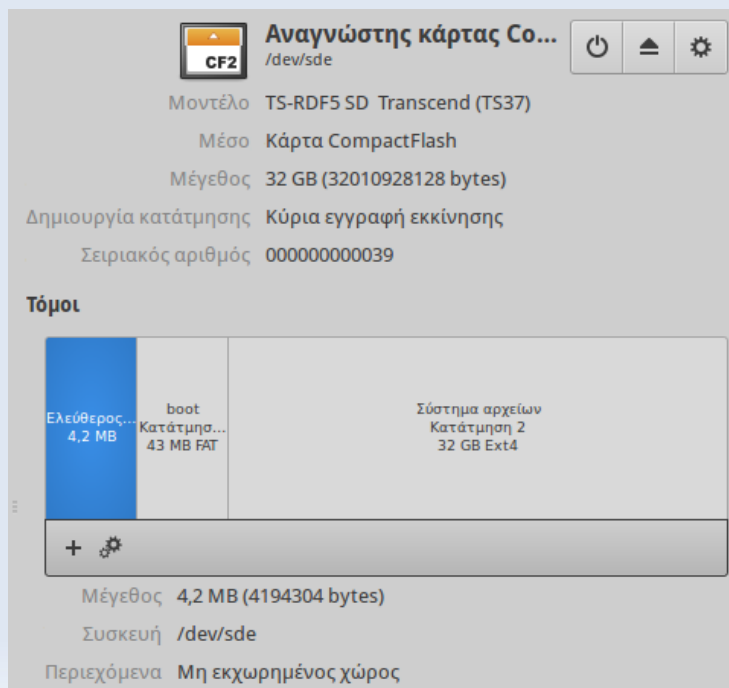 CF2
Αναγνώστης κάρτας Co...
/dev/sde
Μοντέλο TS-RDF5 SD Transcend (TS37)
Μέσο Κάρτα CompactFlash
Μέγεθος 32 GB (32010928128 bytes)
Δημιουργία κατάτμησης Κύρια εγγραφή εκκίνησης
Σειριακός αριθμός 000000000039
Τόμοι
Ελεύθερος...
4,2 MB
boot
Κατάτμησ...
43 MB FAT
Σύστημα αρχείων
Κατάτμηση 2
32 GB Ext4
Μέγεθος 4,2 MB (4194304 bytes)
Συσκευή /dev/sde
Περιεχόμενα Μη εκχωρημένος χώρος